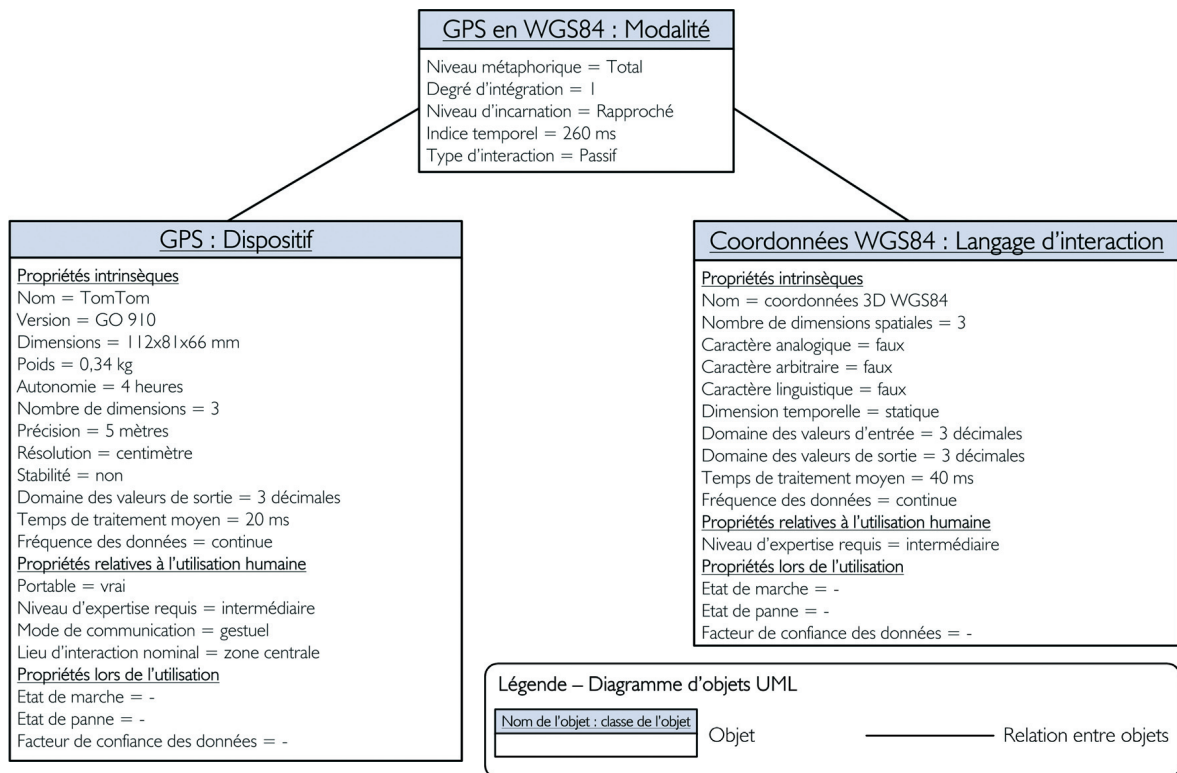 GPS en WGS84 : Modalité
Niveau métaphorique = Total
Degré d'intégration = 1
Niveau d'incarnation = Rapproché
Indice temporel = 260 ms
Type d'interaction = Passif
GPS : Dispositif
Propriétés intrinsèques
Nom = TomTom
Version = GO 910
Dimensions = 112x81x66 mm
Poids = 0,34 kg
Autonomie = 4 heures
Nombre de dimensions = 3
Précision = 5 mètres
Résolution = centimètre
Stabilité = non
Domaine des valeurs de sortie = 3 décimales
Temps de traitement moyen = 20 ms
Fréquence des données = continue
Propriétés relatives à l'utilisation humaine
Portable = vrai
Niveau d'expertise requis = intermédiaire
Mode de communication = gestuel
Lieu d'interaction nominal = zone centrale
Propriétés lors de l'utilisation
Etat de marche = -
Etat de panne = -
Facteur de confiance des données = -
Coordonnées WGS84 : Langage d'interaction
Propriétés intrinsèques
Nom = coordonnées 3D WGS84
Nombre de dimensions spatiales = 3
Caractère analogique = faux
Caractère arbitraire = faux
Caractère linguistique = faux
Dimension temporelle = statique
Domaine des valeurs d'entrée = 3 décimales
Domaine des valeurs de sortie = 3 décimales
Temps de traitement moyen = 40 ms
Fréquence des données = continue
Propriétés relatives à l'utilisation humaine
Niveau d'expertise requis = intermédiaire
Propriétés lors de l'utilisation
Etat de marche = -
Etat de panne = -
Facteur de confiance des données = -
Légende – Diagramme d'objets UML
Nom de l'objet : classe de l'objet
Objet
Relation entre objets